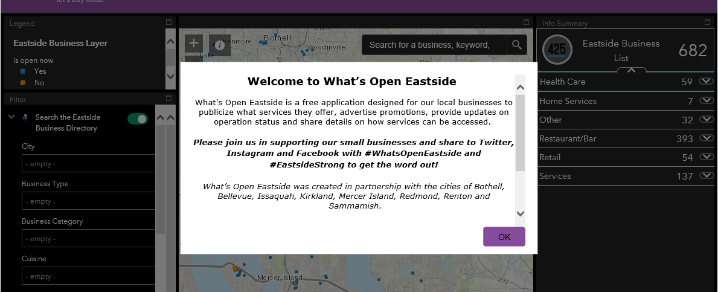 let's buy local!
Legend
Eastside Business Layer
is open now
Yes
No
Filter
Search the Eastside
Business Directory
City
- empty -
Business Type
- empty -
Business Category
- empty -
Cuisine
- empty -
Bothell
Woodinville
Search for a business, keyword,
Welcome to What's Open Eastside
What's Open Eastside is a free application designed for our local businesses to
publicize what services they offer, advertise promotions, provide updates on
operation status and share details on how services can be accessed.
Please join us in supporting our small businesses and share to Twitter,
Instagram and Facebook with #WhatsOpenEastside and
#EastsideStrong to get the word out!
What's Open Eastside was created in partnership with the cities of Bothell,
Bellevue, Issaquah, Kirkland, Mercer Island, Redmond, Renton and
Sammamish.
OK
Mercer Island
Info Summary
425
Eastside Business
List
682
Health Care 59
Home Services 7
Other 32
Restaurant/Bar 393
Retail 54
Services 137